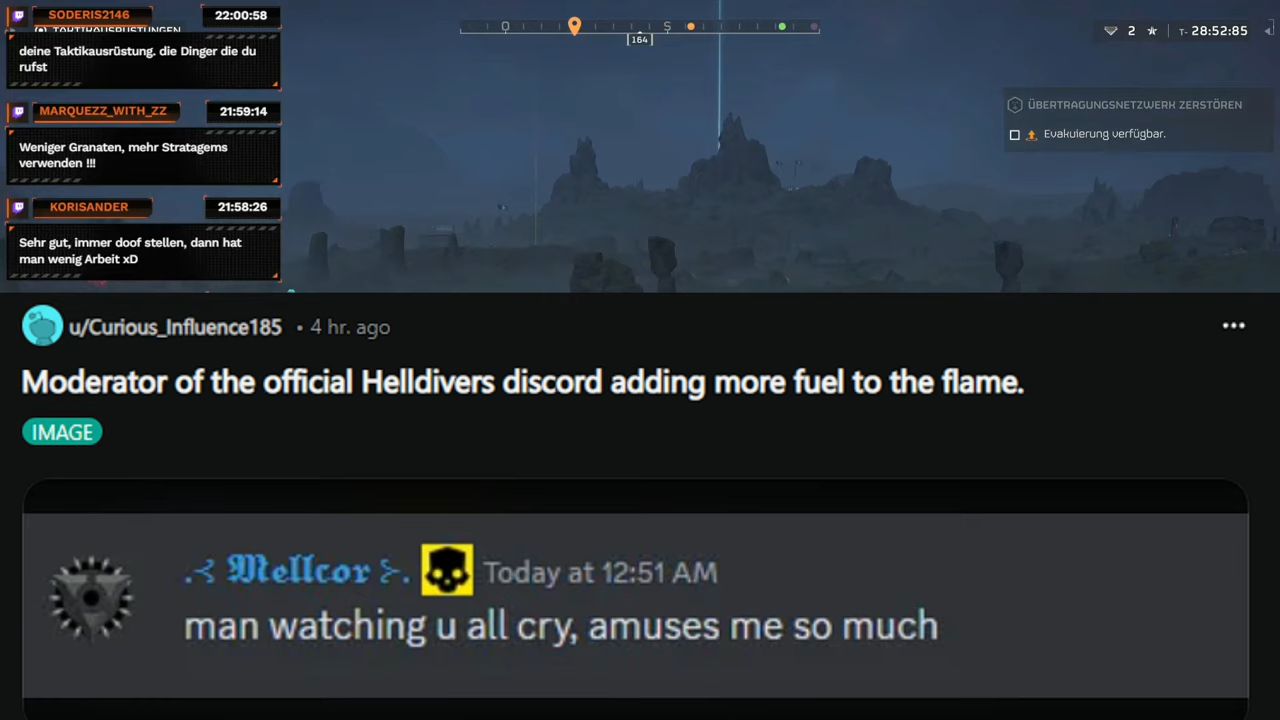 SODERIS2146
22:00:58
TAKTIKAUSRÜSTUNGEN
deine Taktikausrüstung. die Dinger die du
rufst
MARQUEZZ_WITH_ZZ
21:59:14
Weniger Granaten, mehr Stratagems
verwenden !!!
KORISANDER
21:58:26
Sehr gut, immer doof stellen, dann hat
man wenig Arbeit xD
O
S
164
2
T- 28:52:85
ÜBERTRAGUNGSNETZWERK ZERSTÖREN
Evakuierung verfügbar.
u/Curious_Influence185 • 4 hr. ago
Moderator of the official Helldivers discord adding more fuel to the flame.
IMAGE
.⊰ 𝕸𝖊𝖑𝖑𝖈𝖔𝖗 ⊱. Today at 12:51 AM
man watching u all cry, amuses me so much